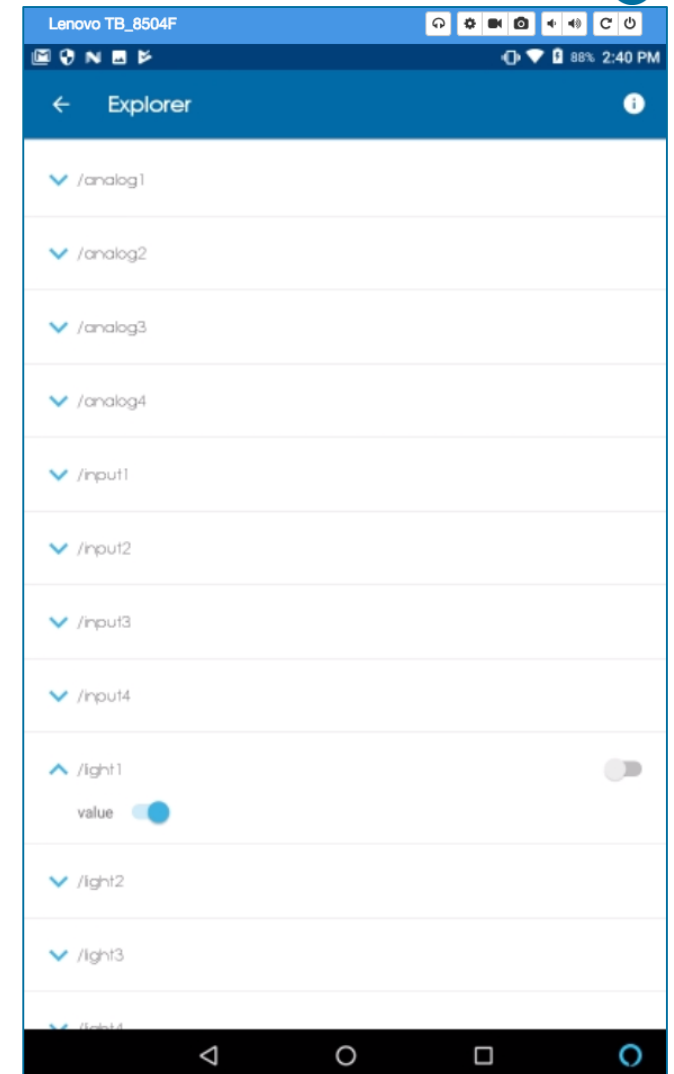 Lenovo TB_8504F
88% 2:40 PM
Explorer
/analog1
/analog2
/analog3
/analog4
/input1
/input2
/input3
/input4
/light1
value
/light2
/light3
/light4